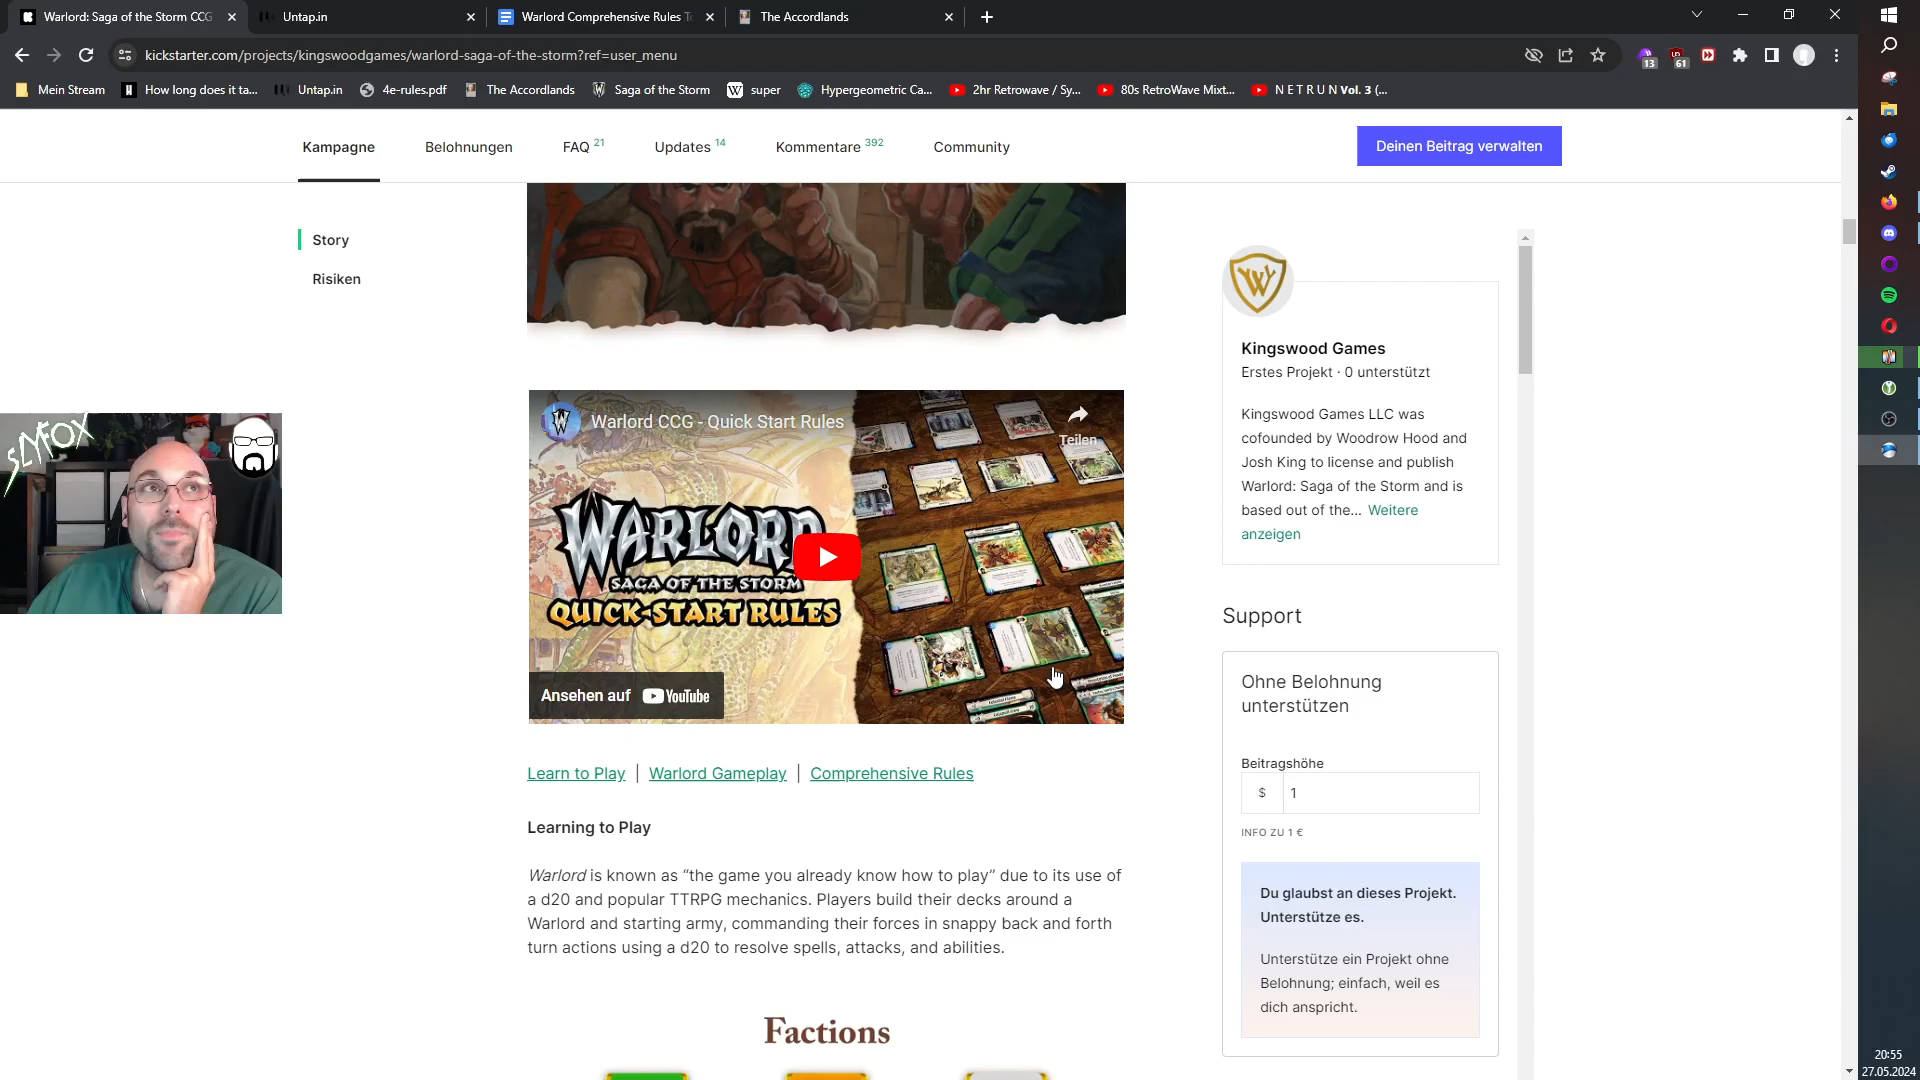 Warlord: Saga of the Storm CCG
Untap.in
Warlord Comprehensive Rules T
The Accordlands
kickstarter.com/projects/kingswoodgames/warlord-saga-of-the-storm?ref=user_menu
13
61
Mein Stream
How long does it ta...
Untap.in
4e-rules.pdf
The Accordlands
Saga of the Storm
super
Hypergeometric Ca...
2hr Retrowave / Sy...
80s RetroWave Mixt...
N E T R U N Vol. 3 (...
Kampagne
Belohnungen
FAQ 21
Updates 14
Kommentare 392
Community
Deinen Beitrag verwalten
Story
Risiken
SLYFOX
Warlord CCG - Quick Start Rules
Teilen
WARLORD
SAGA OF THE STORM
QUICK-START RULES
Ansehen auf YouTube
Learn to Play | Warlord Gameplay | Comprehensive Rules
Learning to Play
Warlord is known as “the game you already know how to play” due to its use of
a d20 and popular TTRPG mechanics. Players build their decks around a
Warlord and starting army, commanding their forces in snappy back and forth
turn actions using a d20 to resolve spells, attacks, and abilities.
Factions
Kingswood Games
Erstes Projekt · 0 unterstützt
Kingswood Games LLC was
cofounded by Woodrow Hood and
Josh King to license and publish
Warlord: Saga of the Storm and is
based out of the... Weitere
anzeigen
Support
Ohne Belohnung
unterstützen
Beitragshöhe
$ 1
INFO ZU 1 €
Du glaubst an dieses Projekt.
Unterstütze es.
Unterstütze ein Projekt ohne
Belohnung; einfach, weil es
dich anspricht.
20:55
27.05.2024